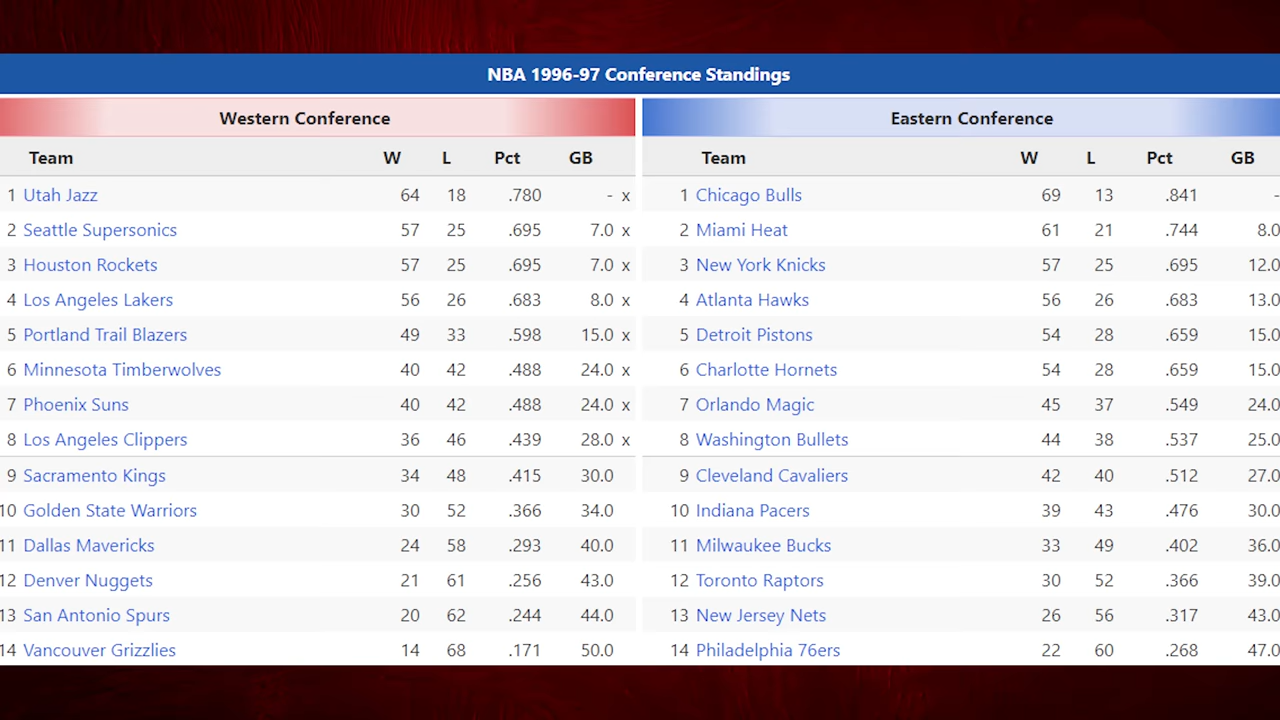 NBA 1996-97 Conference Standings
Western Conference
Team W L Pct GB
1 Utah Jazz 64 18 .780 - x
2 Seattle Supersonics 57 25 .695 7.0 x
3 Houston Rockets 57 25 .695 7.0 x
4 Los Angeles Lakers 56 26 .683 8.0 x
5 Portland Trail Blazers 49 33 .598 15.0 x
6 Minnesota Timberwolves 40 42 .488 24.0 x
7 Phoenix Suns 40 42 .488 24.0 x
8 Los Angeles Clippers 36 46 .439 28.0 x
9 Sacramento Kings 34 48 .415 30.0
10 Golden State Warriors 30 52 .366 34.0
11 Dallas Mavericks 24 58 .293 40.0
12 Denver Nuggets 21 61 .256 43.0
13 San Antonio Spurs 20 62 .244 44.0
14 Vancouver Grizzlies 14 68 .171 50.0
Eastern Conference
Team W L Pct GB
1 Chicago Bulls 69 13 .841 -
2 Miami Heat 61 21 .744 8.0
3 New York Knicks 57 25 .695 12.0
4 Atlanta Hawks 56 26 .683 13.0
5 Detroit Pistons 54 28 .659 15.0
6 Charlotte Hornets 54 28 .659 15.0
7 Orlando Magic 45 37 .549 24.0
8 Washington Bullets 44 38 .537 25.0
9 Cleveland Cavaliers 42 40 .512 27.0
10 Indiana Pacers 39 43 .476 30.0
11 Milwaukee Bucks 33 49 .402 36.0
12 Toronto Raptors 30 52 .366 39.0
13 New Jersey Nets 26 56 .317 43.0
14 Philadelphia 76ers 22 60 .268 47.0